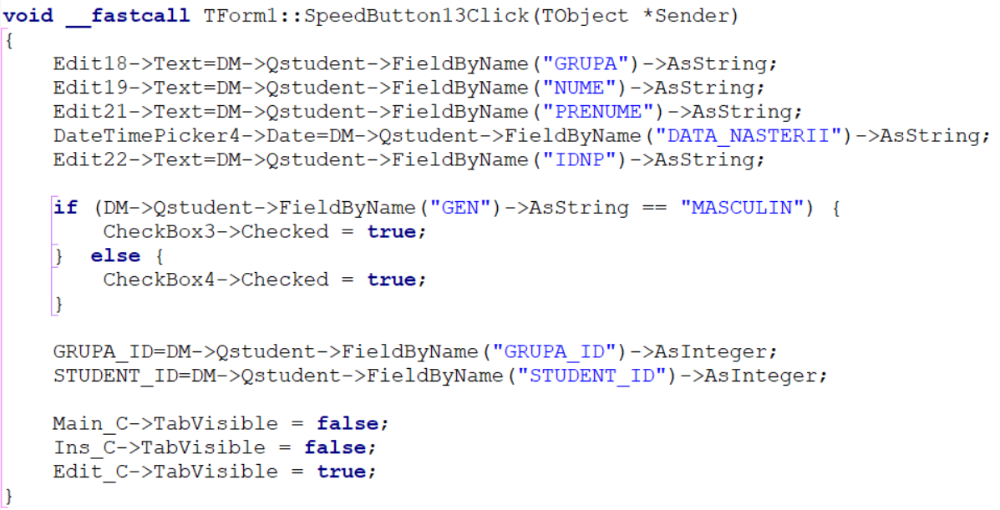 void __fastcall TForm1::SpeedButton13Click(TObject *Sender)
{
    Edit18->Text=DM->Qstudent->FieldByName("GRUPA")->AsString;
    Edit19->Text=DM->Qstudent->FieldByName("NUME")->AsString;
    Edit21->Text=DM->Qstudent->FieldByName("PRENUME")->AsString;
    DateTimePicker4->Date=DM->Qstudent->FieldByName("DATA_NASTERII")->AsString;
    Edit22->Text=DM->Qstudent->FieldByName("IDNP")->AsString;

    if (DM->Qstudent->FieldByName("GEN")->AsString == "MASCULIN") {
        CheckBox3->Checked = true;
    }  else {
        CheckBox4->Checked = true;
    }

    GRUPA_ID=DM->Qstudent->FieldByName("GRUPA_ID")->AsInteger;
    STUDENT_ID=DM->Qstudent->FieldByName("STUDENT_ID")->AsInteger;

    Main_C->TabVisible = false;
    Ins_C->TabVisible = false;
    Edit_C->TabVisible = true;
}